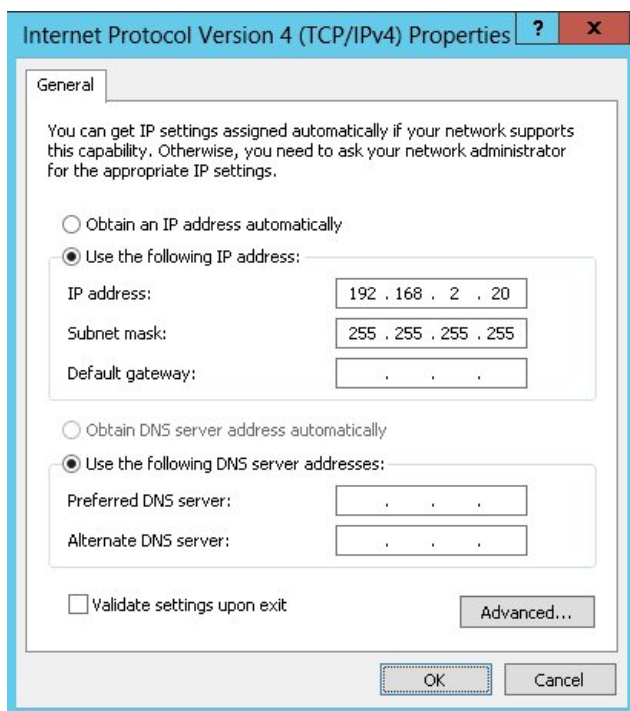 Internet Protocol Version 4 (TCP/IPv4) Properties ? x
General
You can get IP settings assigned automatically if your network supports
this capability. Otherwise, you need to ask your network administrator
for the appropriate IP settings.
Obtain an IP address automatically
Use the following IP address:
IP address: 192 . 168 . 2 . 20
Subnet mask: 255 . 255 . 255 . 255
Default gateway: . . .
Obtain DNS server address automatically
Use the following DNS server addresses:
Preferred DNS server: . . .
Alternate DNS server: . . .
Validate settings upon exit
Advanced...
OK Cancel